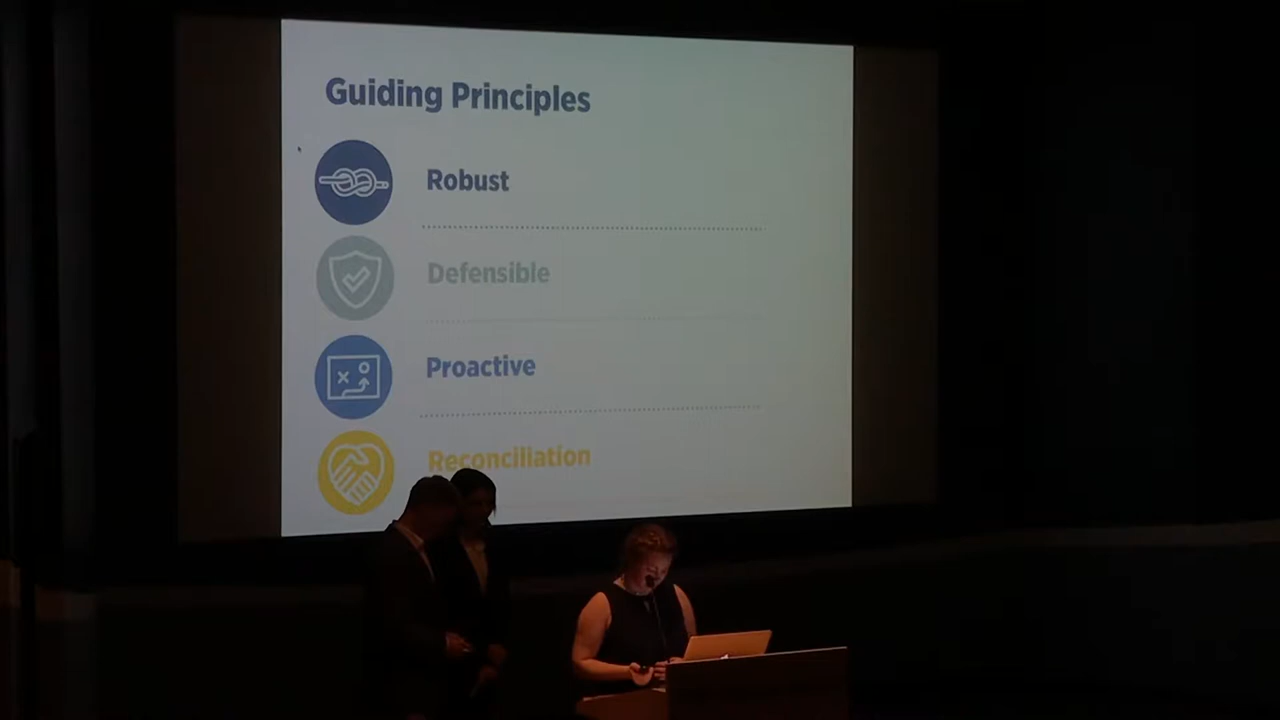 Guiding Principles
Robust
Defensible
Proactive
Reconciliation